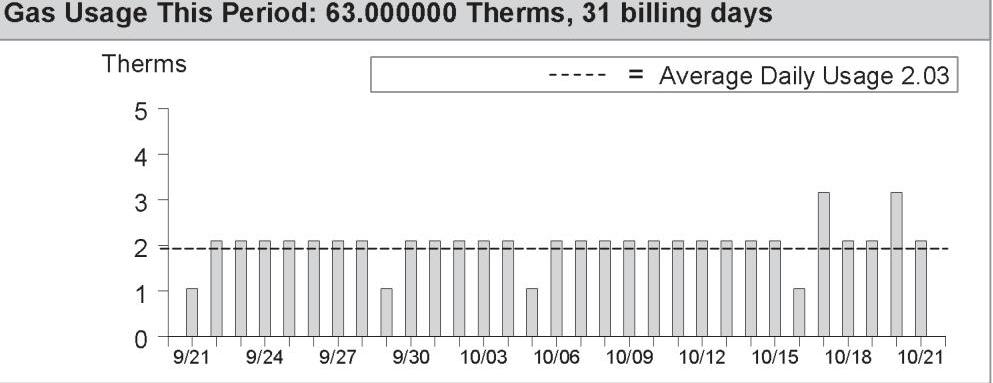 Gas Usage This Period: 63.000000 Therms, 31 billing days
Therms
----- = Average Daily Usage 2.03
5
4
3
2
1
0
9/21 9/24 9/27 9/30 10/03 10/06 10/09 10/12 10/15 10/18 10/21